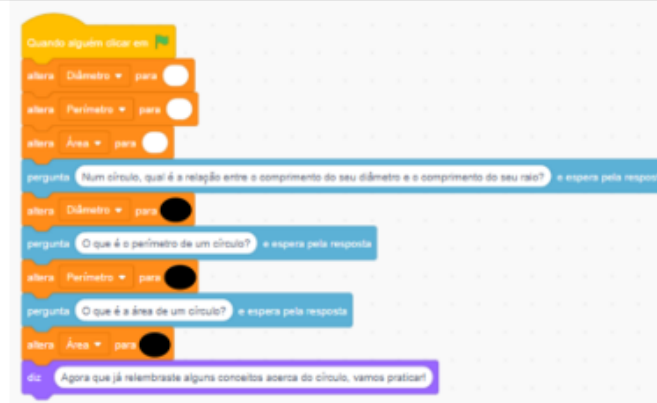 Quando alguém clicar em
altera Diâmetro para
altera Perímetro para
altera Área para
pergunta Num círculo, qual é a relação entre o comprimento do seu diâmetro e o comprimento do seu raio? e espera pela respos
altera Diâmetro para
pergunta O que é o perímetro de um círculo? e espera pela resposta
altera Perímetro para
pergunta O que é a área de um círculo? e espera pela resposta
altera Área para
diz Agora que já relembraste alguns conceitos acerca do círculo, vamos praticar!